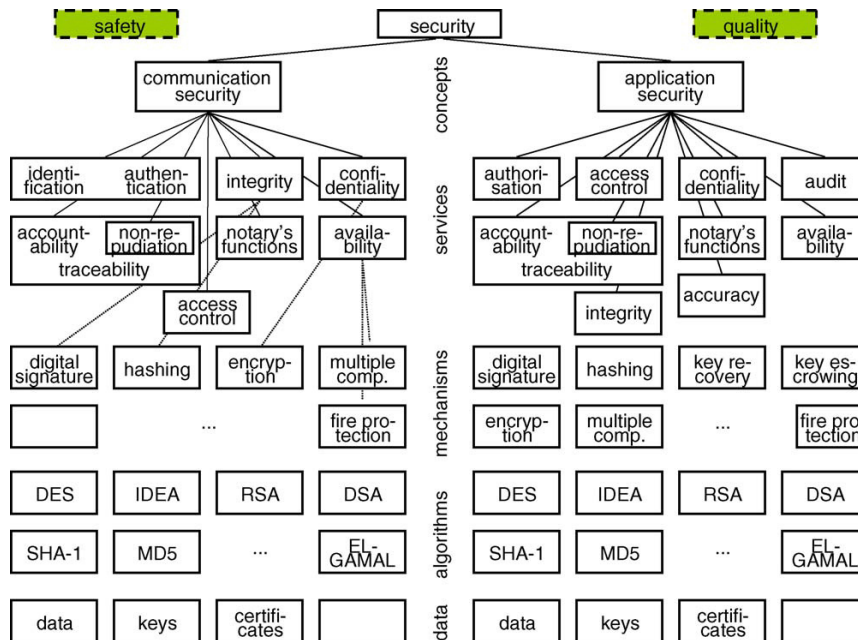 safety
security
quality
communication
security
concepts
application
security
identi-
fication
authen-
tication
integrity
confi-
dentiality
services
authori-
sation
access
control
confi-
dentiality
audit
account-
ability
non-re-
pudiation
traceability
notary's
functions
availa-
bility
account-
ability
non-re-
pudiation
traceability
notary's
functions
availa-
bility
access
control
integrity
accuracy
digital
signature
hashing
encryp-
tion
multiple
comp.
mechanisms
digital
signature
hashing
key re-
covery
key es-
crowing
...
fire pro-
tection
encryp-
tion
multiple
comp.
...
fire pro-
tection
DES
IDEA
RSA
DSA
algorithms
DES
IDEA
RSA
DSA
SHA-1
MD5
...
EL-
GAMAL
SHA-1
MD5
...
EL-
GAMAL
data
keys
certifi-
cates
data
data
keys
certifi-
cates